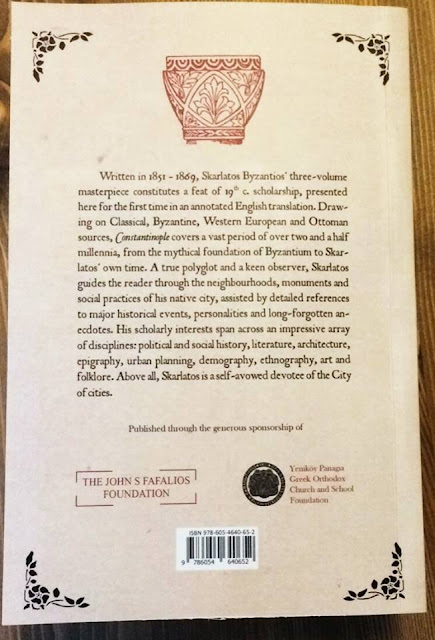 Written in 1851 - 1869, Skarlatos Byzantios' three-volume
masterpiece constitutes a feat of 19th c. scholarship, presented
here for the first time in an annotated English translation. Draw-
ing on Classical, Byzantine, Western European and Ottoman
sources, Constantinople covers a vast period of over two and a half
millennia, from the mythical foundation of Byzantium to Skar-
latos' own time. A true polyglot and a keen observer, Skarlatos
guides the reader through the neighbourhoods, monuments and
social practices of his native city, assisted by detailed references
to major historical events, personalities and long-forgotten an-
ecdotes. His scholarly interests span across an impressive array
of disciplines: political and social history, literature, architecture,
epigraphy, urban planning, demography, ethnography, art and
folklore. Above all, Skarlatos is a self-avowed devotee of the City
of cities.
Published through the generous sponsorship of
THE JOHN S FAFALIOS
FOUNDATION
Yeniköy Panagia
Greek Orthodox
Church and School
Foundation
ISBN 978-605-4640-65-2
9 786054 640652